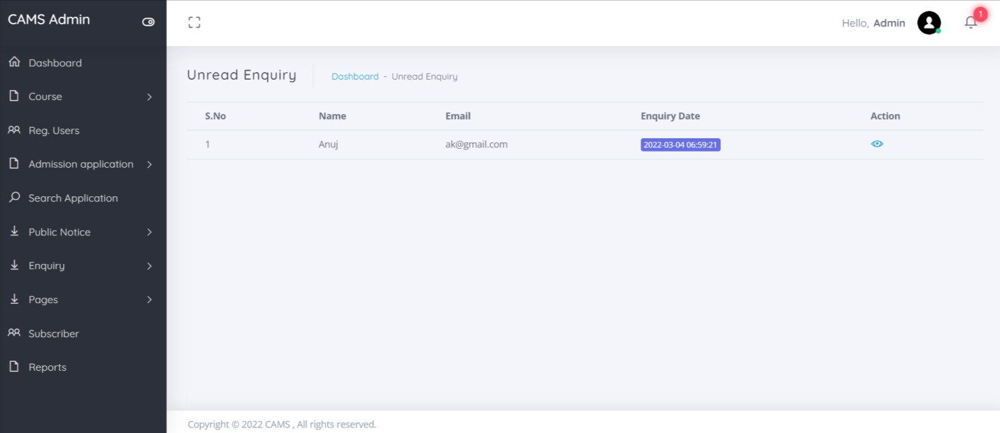 CAMS Admin
Hello, Admin
1
Dashboard
Course
Reg. Users
Admission application
Search Application
Public Notice
Enquiry
Pages
Subscriber
Reports
Unread Enquiry
Dashboard - Unread Enquiry
S.No Name Email Enquiry Date Action
1 Anuj ak@gmail.com 2022-03-04 06:59:21
Copyright © 2022 CAMS , All rights reserved.